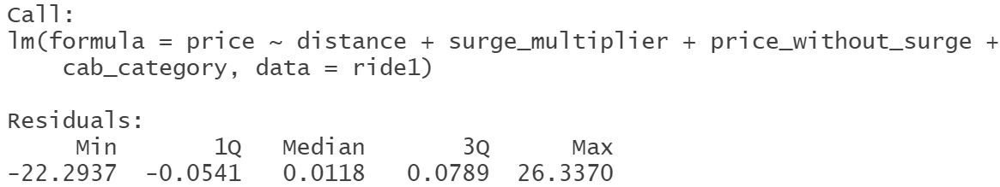 Call:
lm(formula = price ~ distance + surge_multiplier + price_without_surge +
    cab_category, data = ride1)

Residuals:
     Min       1Q   Median       3Q      Max
-22.2937  -0.0541   0.0118   0.0789  26.3370